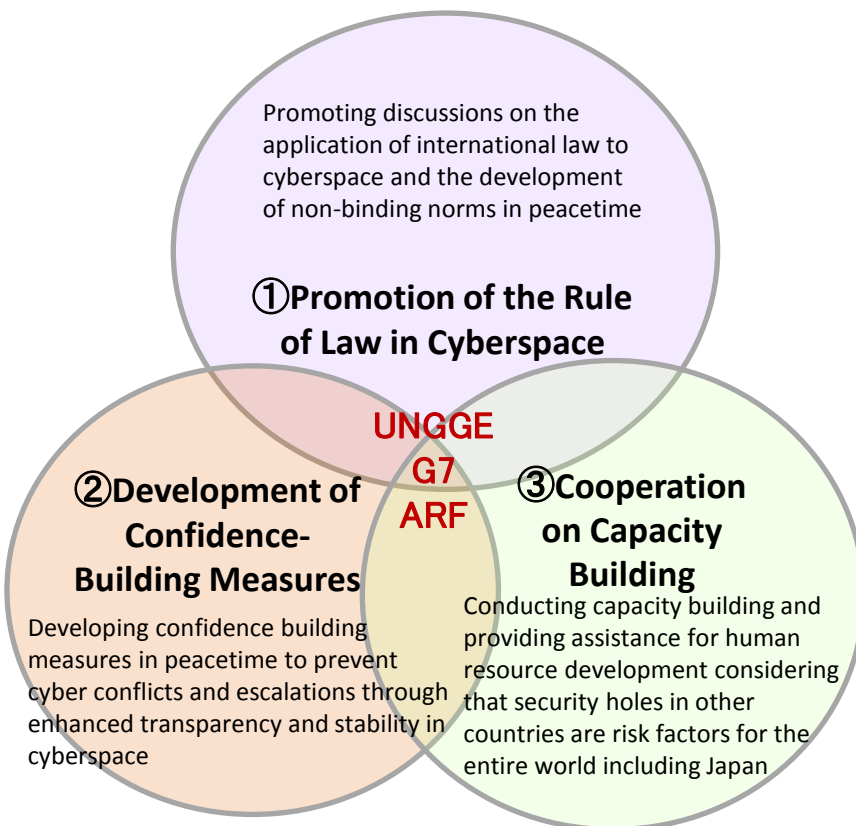 Promoting discussions on the
application of international law to
cyberspace and the development
of non-binding norms in peacetime
①Promotion of the Rule
of Law in Cyberspace
UNGGE
G7
ARF
②Development of
Confidence-
Building Measures
Developing confidence building
measures in peacetime to prevent
cyber conflicts and escalations through
enhanced transparency and stability in
cyberspace
③Cooperation
on Capacity
Building
Conducting capacity building and
providing assistance for human
resource development considering
that security holes in other
countries are risk factors for the
entire world including Japan